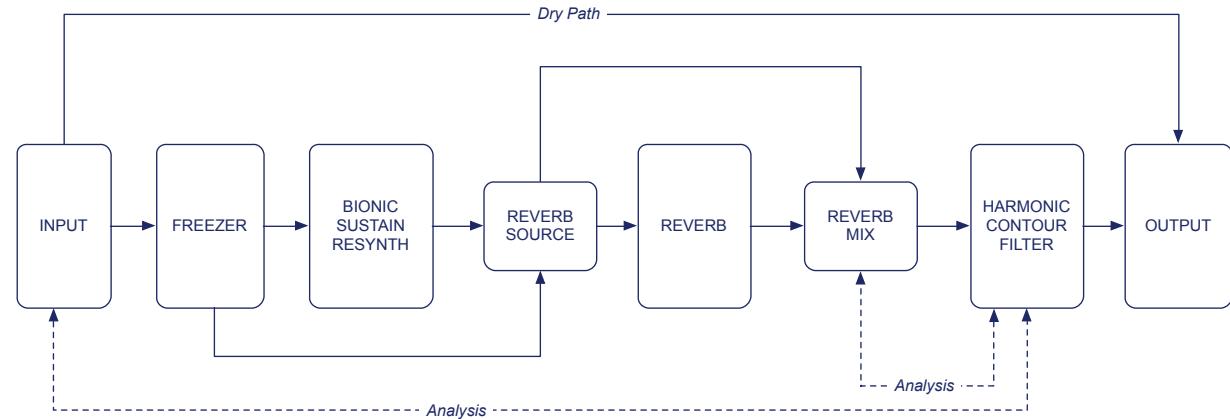 Dry Path
INPUT
FREEZER
BIONIC
SUSTAIN
RESYNTH
REVERB
SOURCE
REVERB
REVERB
MIX
HARMONIC
CONTOUR
FILTER
OUTPUT
Analysis
Analysis